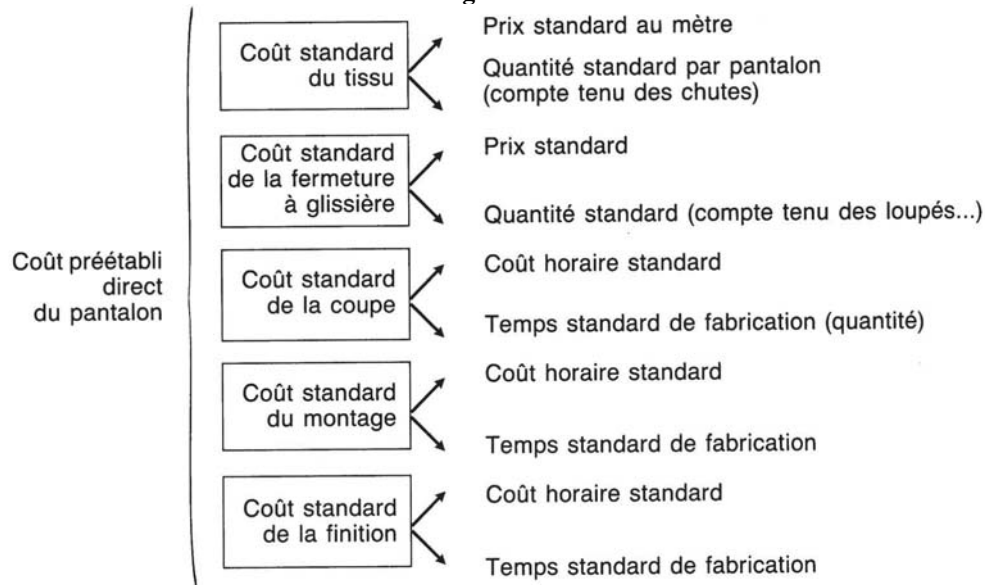 Coût préétabli
direct
du pantalon
Coût standard
du tissu
Prix standard au mètre
Quantité standard par pantalon
(compte tenu des chutes)
Coût standard
de la fermeture
à glissière
Prix standard
Quantité standard (compte tenu des loupés...)
Coût standard
de la coupe
Coût horaire standard
Temps standard de fabrication (quantité)
Coût standard
du montage
Coût horaire standard
Temps standard de fabrication
Coût standard
de la finition
Coût horaire standard
Temps standard de fabrication